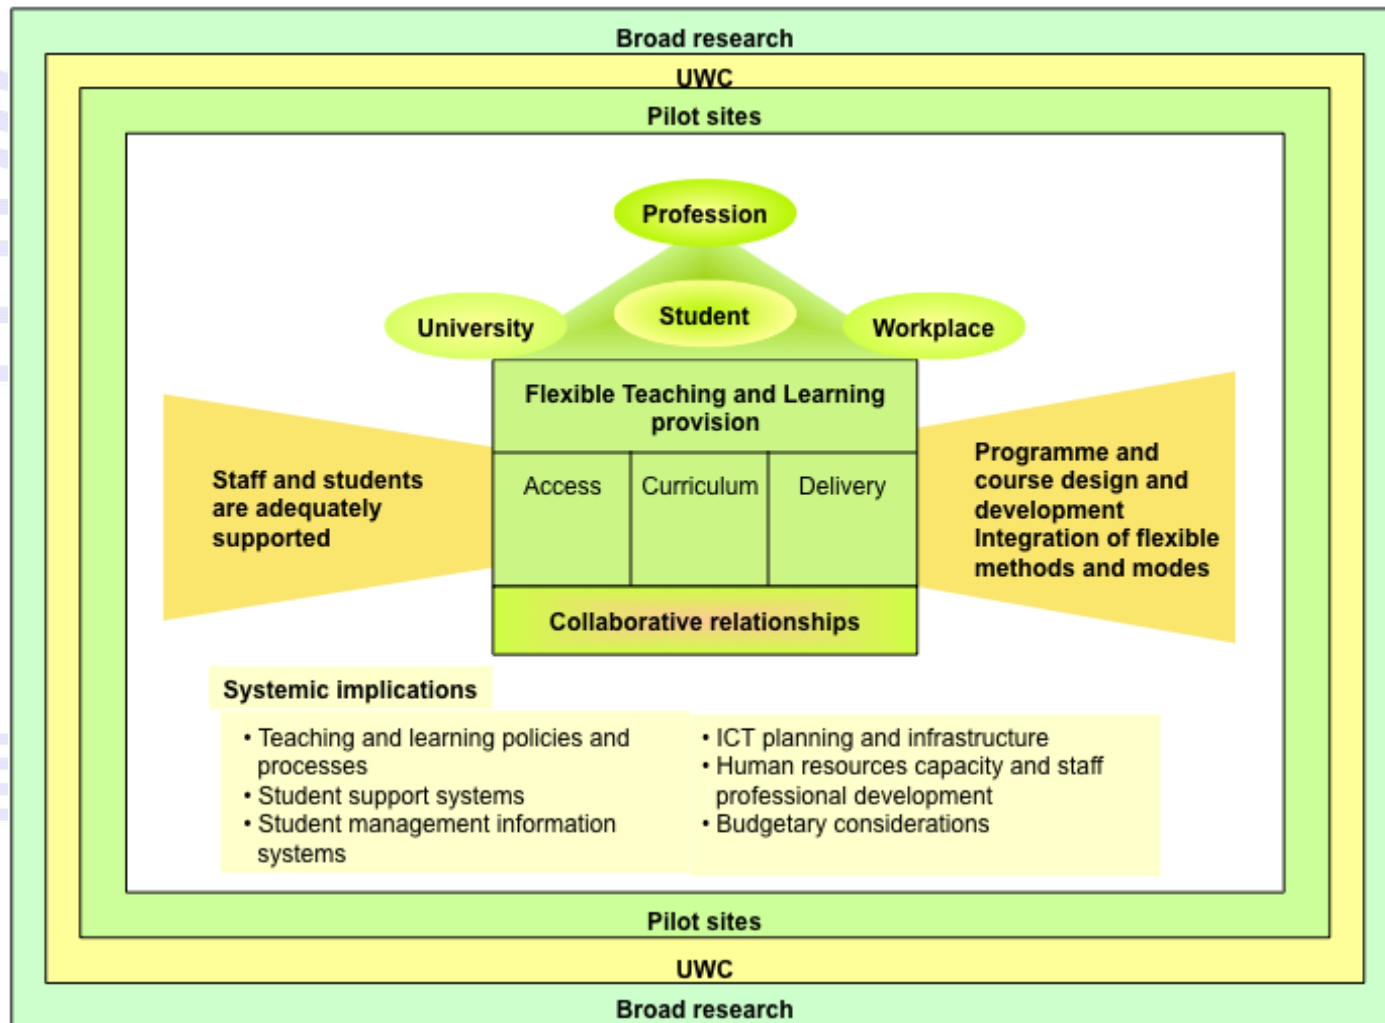 Broad research
UWC
Pilot sites
Profession
Student
University
Workplace
Flexible Teaching and Learning
provision
Access
Curriculum
Delivery
Collaborative relationships
Staff and students
are adequately
supported
Programme and
course design and
development
Integration of flexible
methods and modes
Systemic implications
• Teaching and learning policies and
processes
• Student support systems
• Student management information
systems
• ICT planning and infrastructure
• Human resources capacity and staff
professional development
• Budgetary considerations
Pilot sites
UWC
Broad research